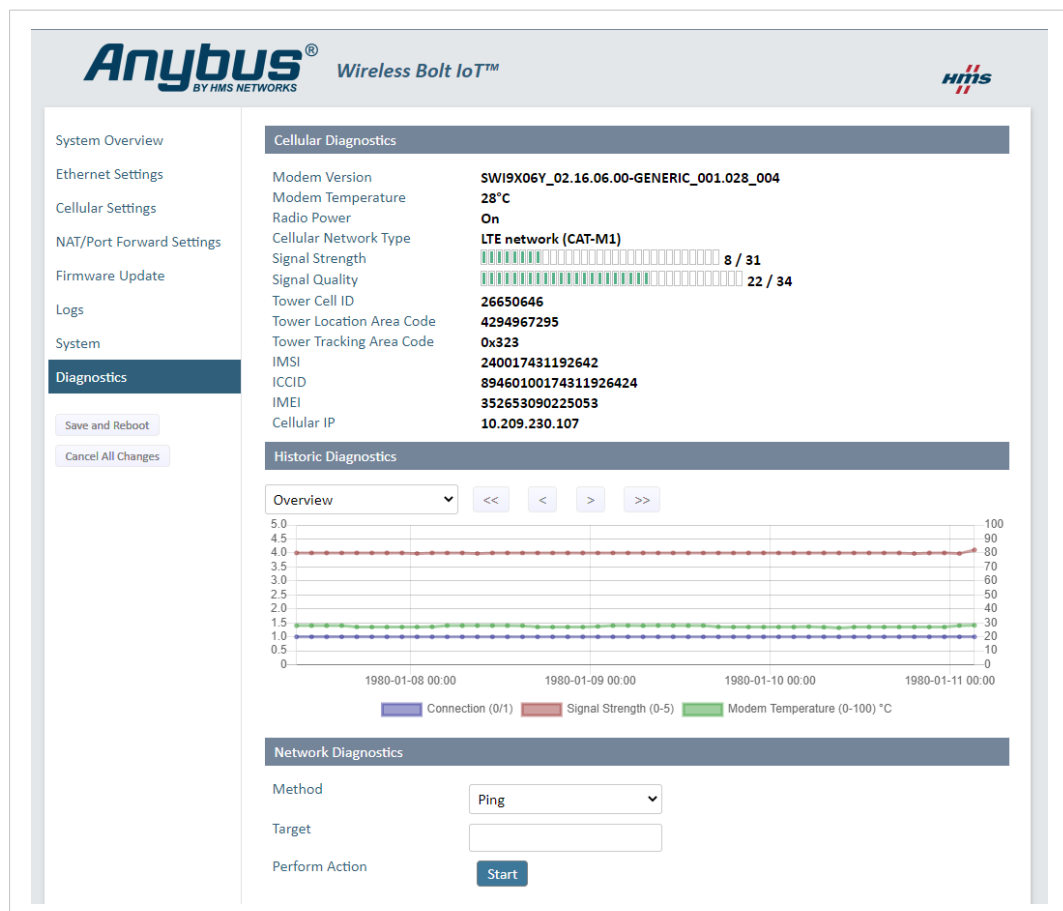 Anybus®
BY HMS NETWORKS
Wireless Bolt IoT™
HMS
System Overview
Ethernet Settings
Cellular Settings
NAT/Port Forward Settings
Firmware Update
Logs
System
Diagnostics
Save and Reboot
Cancel All Changes
Cellular Diagnostics
Modem Version SWI9X06Y_02.16.06.00-GENERIC_001.028_004
Modem Temperature 28°C
Radio Power On
Cellular Network Type LTE network (CAT-M1)
Signal Strength 8 / 31
Signal Quality 22 / 34
Tower Cell ID 26650646
Tower Location Area Code 4294967295
Tower Tracking Area Code 0x323
IMSI 240017431192642
ICCID 89460100174311926424
IMEI 352653090225053
Cellular IP 10.209.230.107
Historic Diagnostics
Overview << < > >>
5.0 100
4.5 90
4.0 80
3.5 70
3.0 60
2.5 50
2.0 40
1.5 30
1.0 20
0.5 10
0 0
1980-01-08 00:00 1980-01-09 00:00 1980-01-10 00:00 1980-01-11 00:00
Connection (0/1) Signal Strength (0-5) Modem Temperature (0-100) °C
Network Diagnostics
Method Ping
Target
Perform Action Start